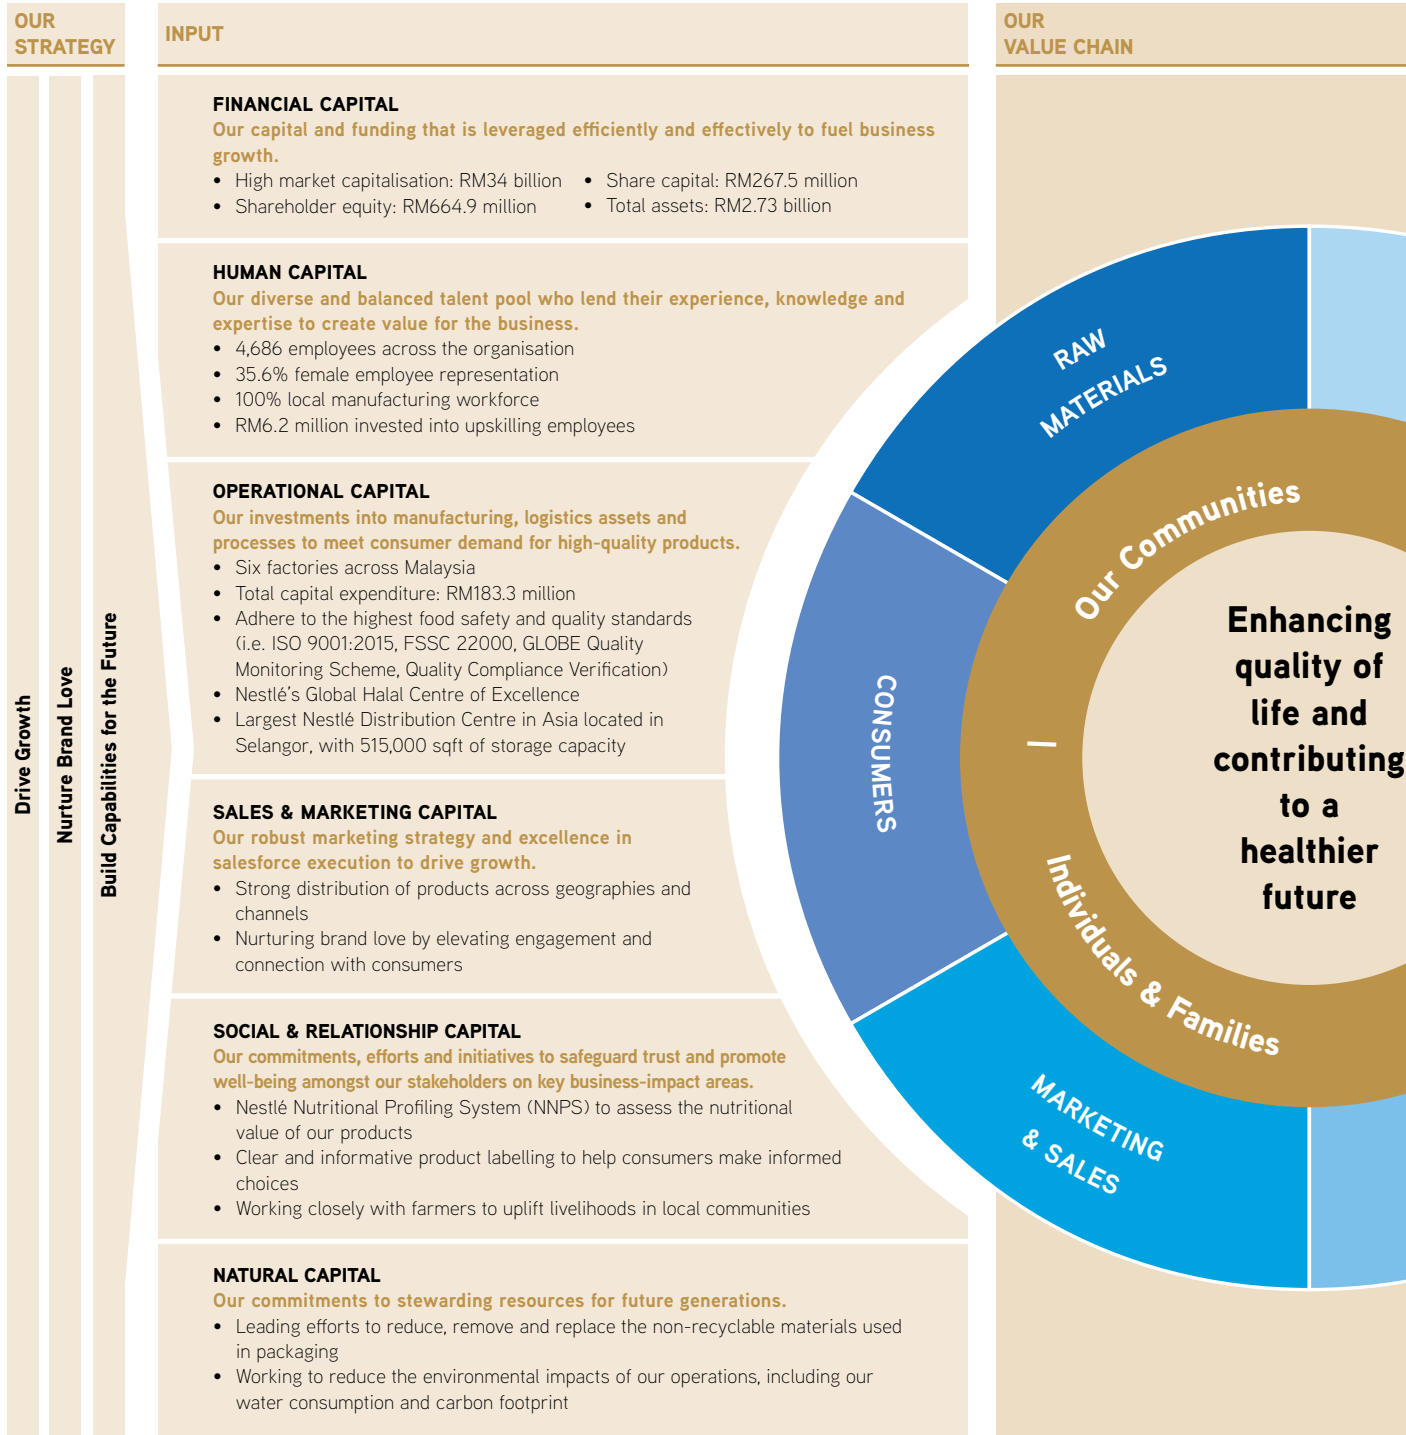 OUR
STRATEGY
INPUT
OUR
VALUE CHAIN
Drive Growth
Nurture Brand Love
Build Capabilities for the Future
FINANCIAL CAPITAL
Our capital and funding that is leveraged efficiently and effectively to fuel business
growth.
• High market capitalisation: RM34 billion
• Shareholder equity: RM664.9 million
• Share capital: RM267.5 million
• Total assets: RM2.73 billion
HUMAN CAPITAL
Our diverse and balanced talent pool who lend their experience, knowledge and
expertise to create value for the business.
• 4,686 employees across the organisation
• 35.6% female employee representation
• 100% local manufacturing workforce
• RM6.2 million invested into upskilling employees
OPERATIONAL CAPITAL
Our investments into manufacturing, logistics assets and
processes to meet consumer demand for high-quality products.
• Six factories across Malaysia
• Total capital expenditure: RM183.3 million
• Adhere to the highest food safety and quality standards
(i.e. ISO 9001:2015, FSSC 22000, GLOBE Quality
Monitoring Scheme, Quality Compliance Verification)
• Nestlé's Global Halal Centre of Excellence
• Largest Nestlé Distribution Centre in Asia located in
Selangor, with 515,000 sqft of storage capacity
SALES & MARKETING CAPITAL
Our robust marketing strategy and excellence in
salesforce execution to drive growth.
• Strong distribution of products across geographies and
channels
• Nurturing brand love by elevating engagement and
connection with consumers
SOCIAL & RELATIONSHIP CAPITAL
Our commitments, efforts and initiatives to safeguard trust and promote
well-being amongst our stakeholders on key business-impact areas.
• Nestlé Nutritional Profiling System (NNPS) to assess the nutritional
value of our products
• Clear and informative product labelling to help consumers make informed
choices
• Working closely with farmers to uplift livelihoods in local communities
NATURAL CAPITAL
Our commitments to stewarding resources for future generations.
• Leading efforts to reduce, remove and replace the non-recyclable materials used
in packaging
• Working to reduce the environmental impacts of our operations, including our
water consumption and carbon footprint
RAW
MATERIALS
CONSUMERS
MARKETING
& SALES
Our Communities
|
Individuals & Families
Enhancing
quality of
life and
contributing
to a
healthier
future